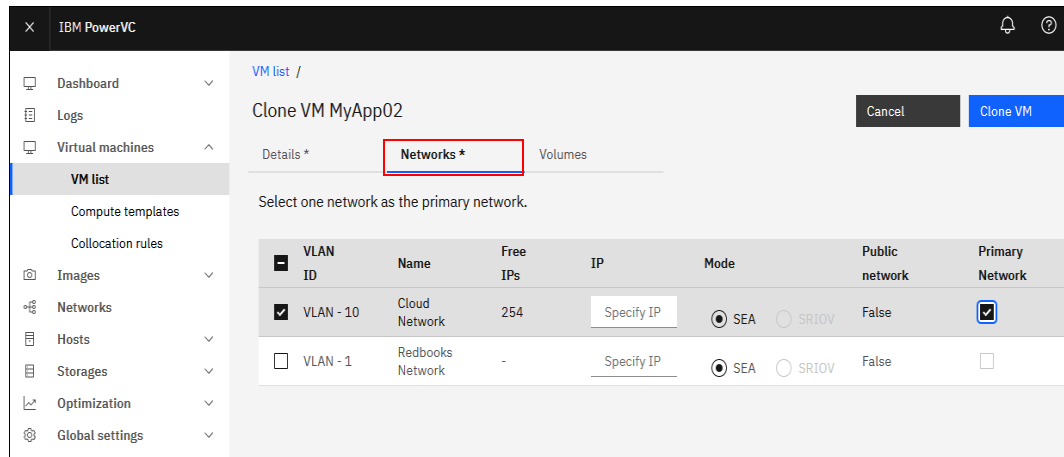 IBM PowerVC
Dashboard
Logs
Virtual machines
VM list
Compute templates
Collocation rules
Images
Networks
Hosts
Storages
Optimization
Global settings
VM list /
Clone VM MyApp02
Cancel
Clone VM
Details *
Networks *
Volumes
Select one network as the primary network.
VLAN ID
Name
Free IPs
IP
Mode
Public network
Primary Network
VLAN - 10
Cloud Network
254
Specify IP
SEA
SRIOV
False
VLAN - 1
Redbooks Network
-
Specify IP
SEA
SRIOV
False